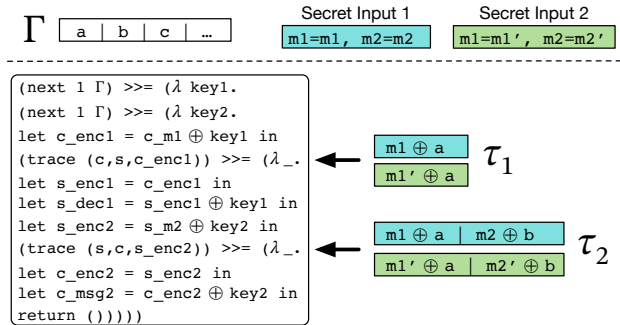 Γ a | b | c | …
Secret Input 1
Secret Input 2
m1=m1, m2=m2
m1=m1′, m2=m2′
(next 1 Γ) >>= (λ key1.
(next 1 Γ) >>= (λ key2.
let c_enc1 = c_m1 ⊕ key1 in
(trace (c,s,c_enc1)) >>= (λ_.
let s_enc1 = c_enc1 in
let s_dec1 = s_enc1 ⊕ key1 in
let s_enc2 = s_m2 ⊕ key2 in
(trace (s,c,s_enc2)) >>= (λ_.
let c_enc2 = s_enc2 in
let c_msg2 = c_enc2 ⊕ key2 in
return ()))))
m1 ⊕ a
m1′ ⊕ a
τ1
m1 ⊕ a | m2 ⊕ b
m1′ ⊕ a | m2′ ⊕ b
τ2